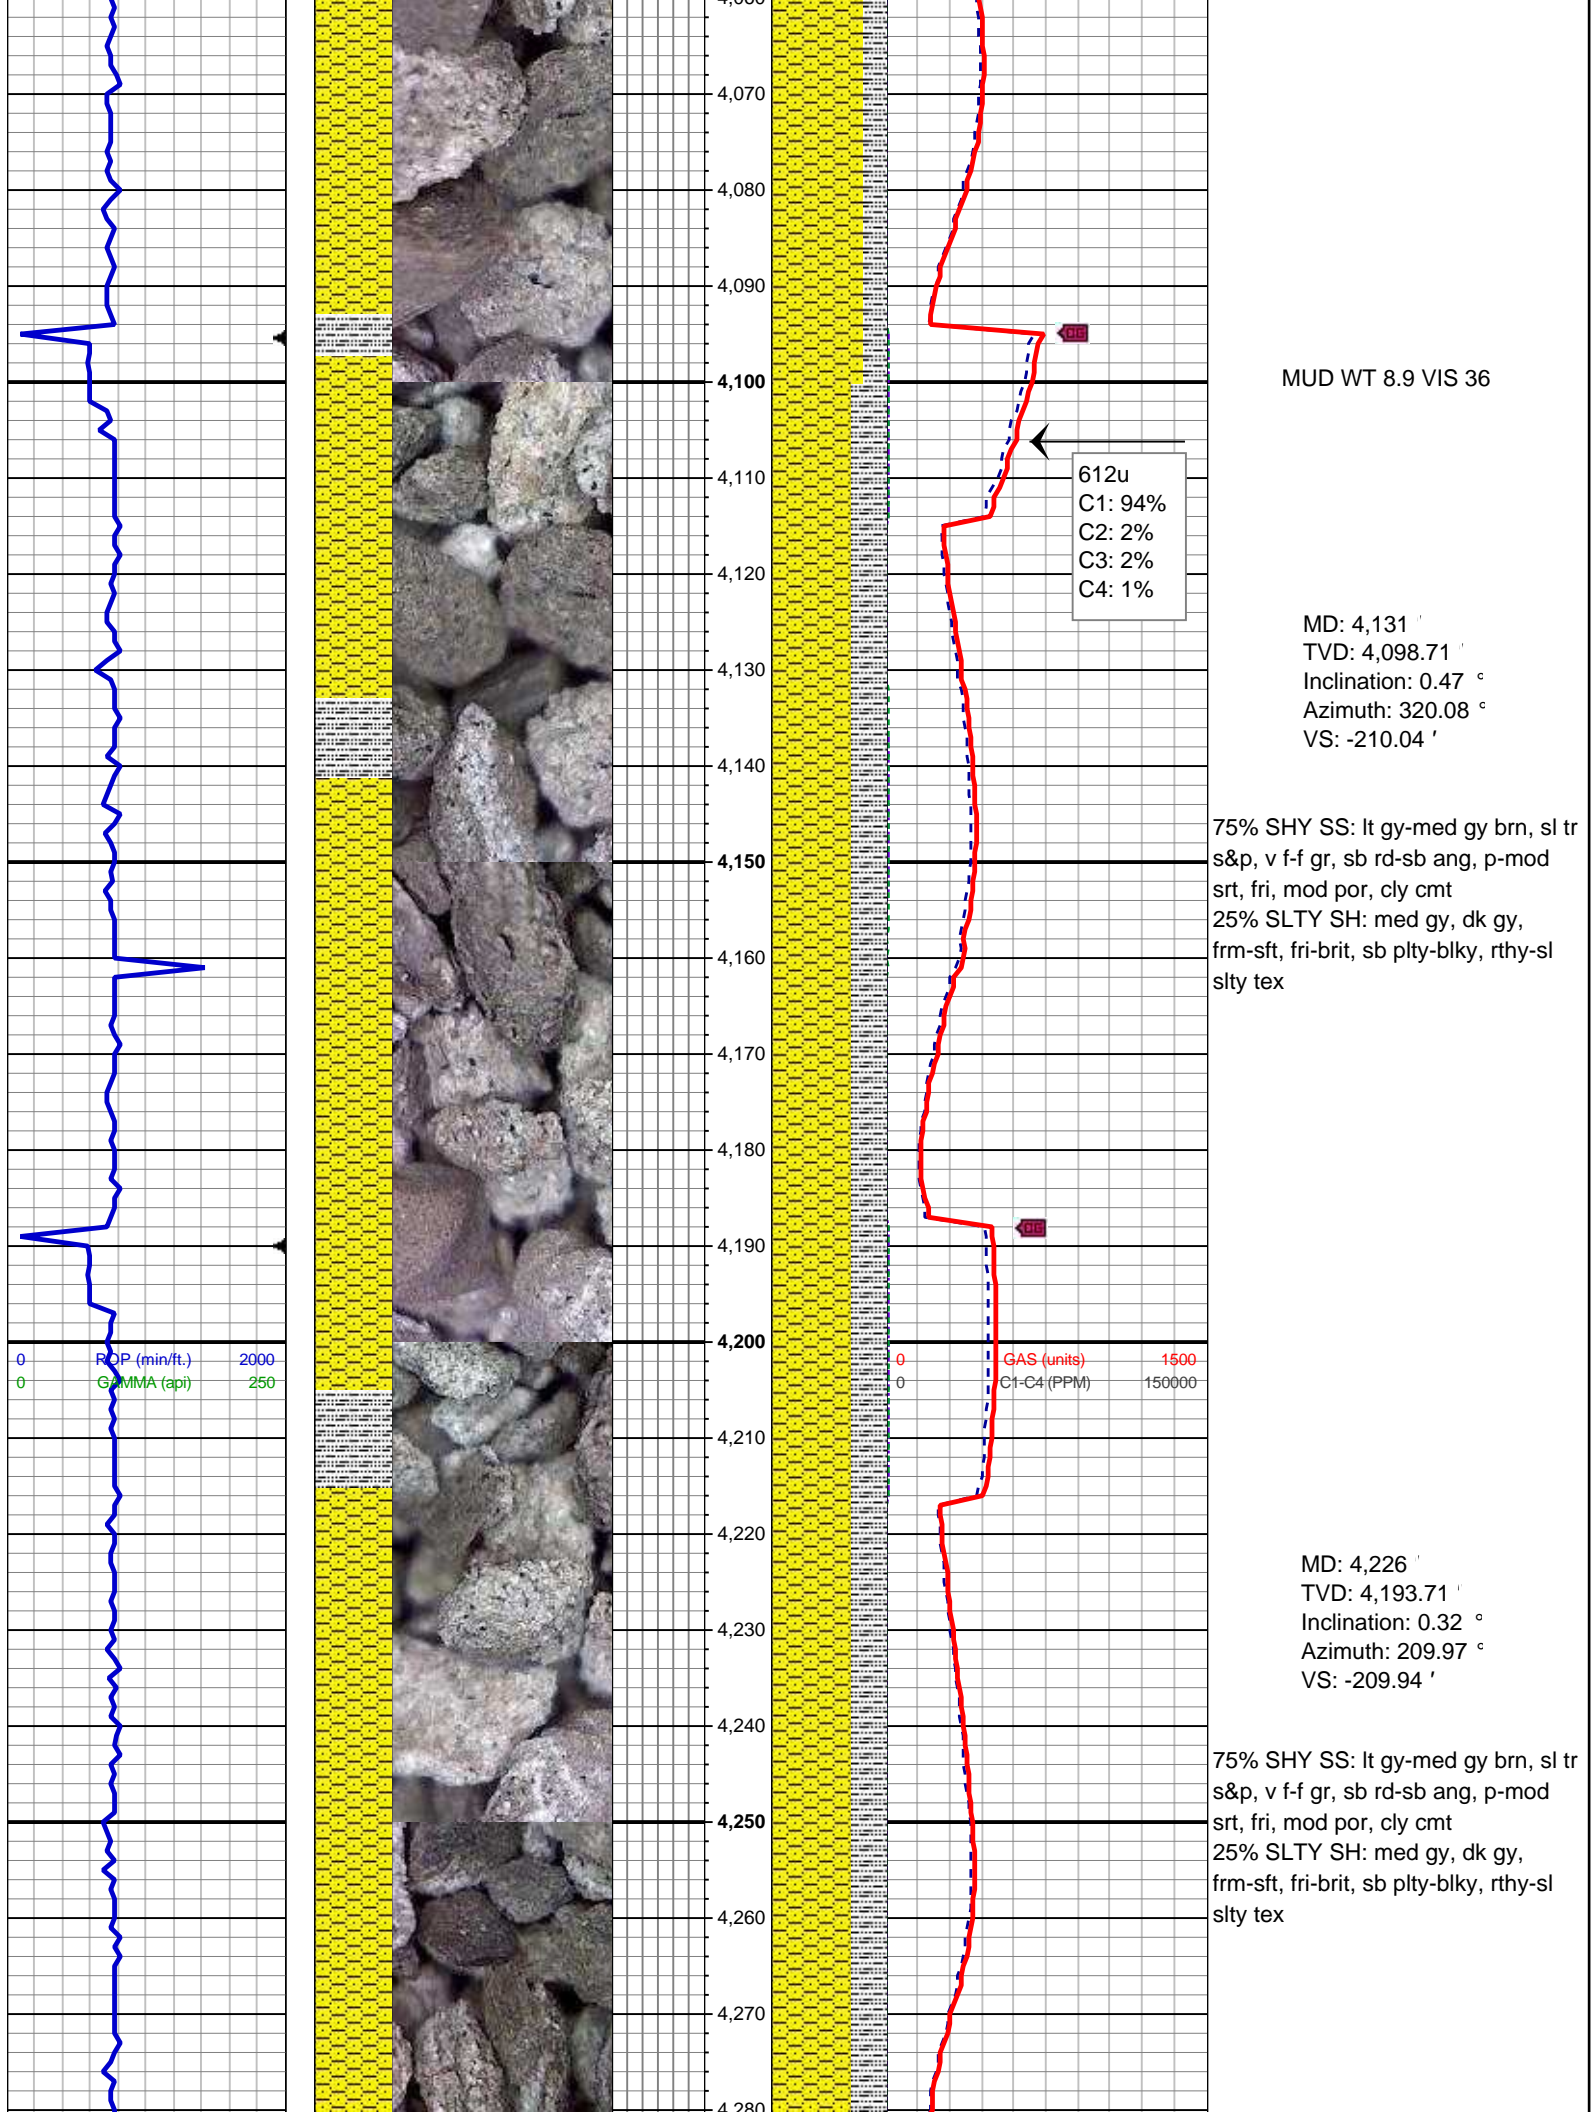 4,070
4,080
4,090
CG
4,100
MUD WT 8.9 VIS 36
4,110
612u
C1: 94%
C2: 2%
C3: 2%
C4: 1%
4,120
4,130
MD: 4,131 '
TVD: 4,098.71 '
Inclination: 0.47 °
Azimuth: 320.08 °
VS: -210.04 '
4,140
75% SHY SS: lt gy-med gy brn, sl tr
s&p, v f-f gr, sb rd-sb ang, p-mod
srt, fri, mod por, cly cmt
25% SLTY SH: med gy, dk gy,
frm-sft, fri-brit, sb plty-blky, rthy-sl
slty tex
4,150
4,160
4,170
4,180
CG
4,190
4,200
0 ROP (min/ft.) 2000
0 GAMMA (api) 250
0 GAS (units) 1500
0 C1-C4 (PPM) 150000
4,210
4,220
4,230
MD: 4,226 '
TVD: 4,193.71 '
Inclination: 0.32 °
Azimuth: 209.97 °
VS: -209.94 '
4,240
75% SHY SS: lt gy-med gy brn, sl tr
s&p, v f-f gr, sb rd-sb ang, p-mod
srt, fri, mod por, cly cmt
25% SLTY SH: med gy, dk gy,
frm-sft, fri-brit, sb plty-blky, rthy-sl
slty tex
4,250
4,260
4,270
4,280